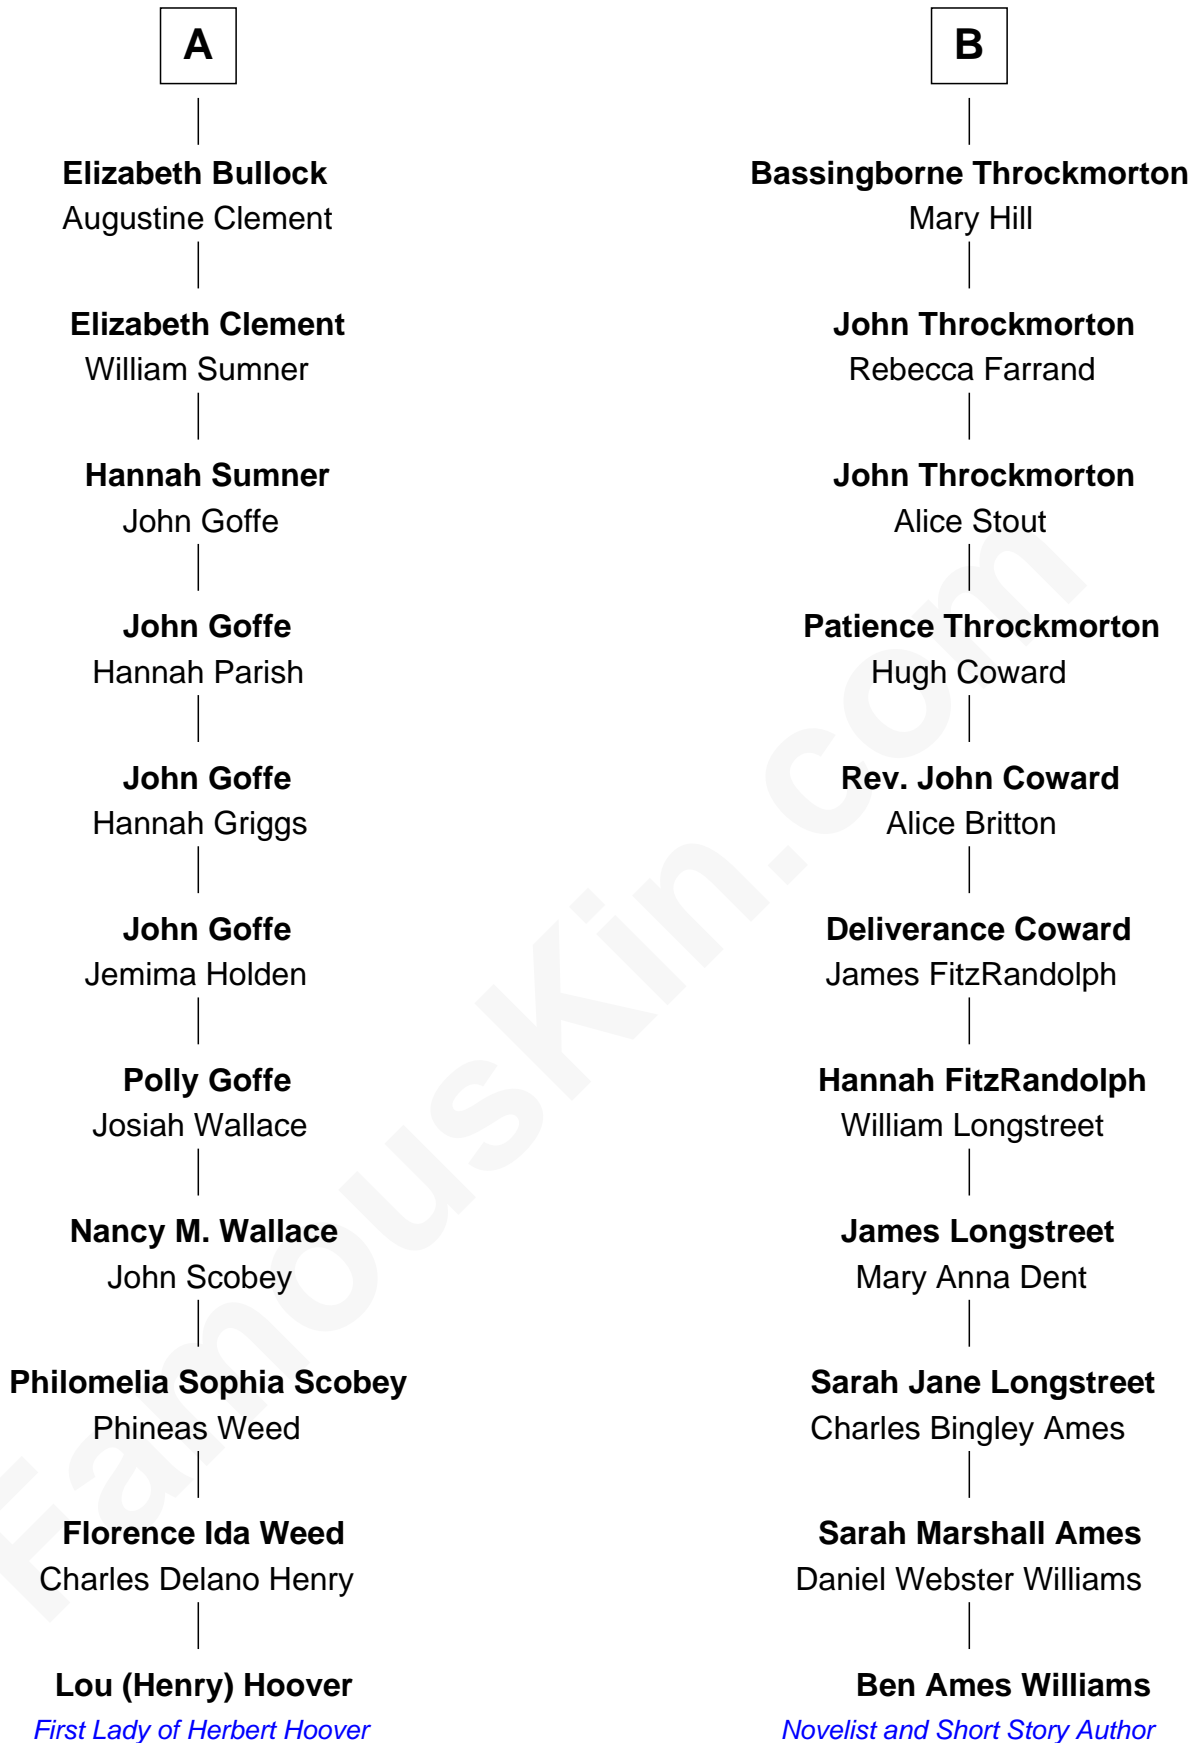 A
Elizabeth Bullock
Augustine Clement
Elizabeth Clement
William Sumner
Hannah Sumner
John Goffe
John Goffe
Hannah Parish
John Goffe
Hannah Griggs
John Goffe
Jemima Holden
Polly Goffe
Josiah Wallace
Nancy M. Wallace
John Scobey
Philomelia Sophia Scobey
Phineas Weed
Florence Ida Weed
Charles Delano Henry
Lou (Henry) Hoover
First Lady of Herbert Hoover
B
Bassingborne Throckmorton
Mary Hill
John Throckmorton
Rebecca Farrand
John Throckmorton
Alice Stout
Patience Throckmorton
Hugh Coward
Rev. John Coward
Alice Britton
Deliverance Coward
James FitzRandolph
Hannah FitzRandolph
William Longstreet
James Longstreet
Mary Anna Dent
Sarah Jane Longstreet
Charles Bingley Ames
Sarah Marshall Ames
Daniel Webster Williams
Ben Ames Williams
Novelist and Short Story Author
FamousKin.com